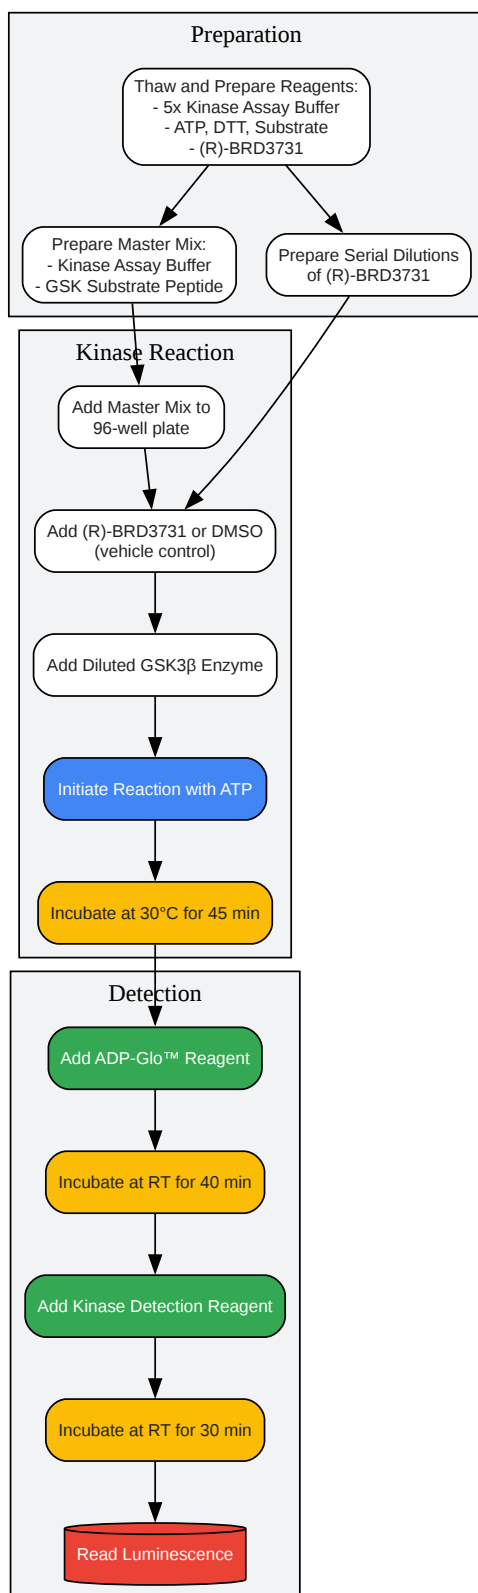 Preparation
Thaw and Prepare Reagents:
- 5x Kinase Assay Buffer
- ATP, DTT, Substrate
- (R)-BRD3731
Prepare Master Mix:
- Kinase Assay Buffer
- GSK Substrate Peptide
Prepare Serial Dilutions
of (R)-BRD3731
Kinase Reaction
Add Master Mix to
96-well plate
Add (R)-BRD3731 or DMSO
(vehicle control)
Add Diluted GSK3β Enzyme
Initiate Reaction with ATP
Incubate at 30°C for 45 min
Detection
Add ADP-Glo™ Reagent
Incubate at RT for 40 min
Add Kinase Detection Reagent
Incubate at RT for 30 min
Read Luminescence